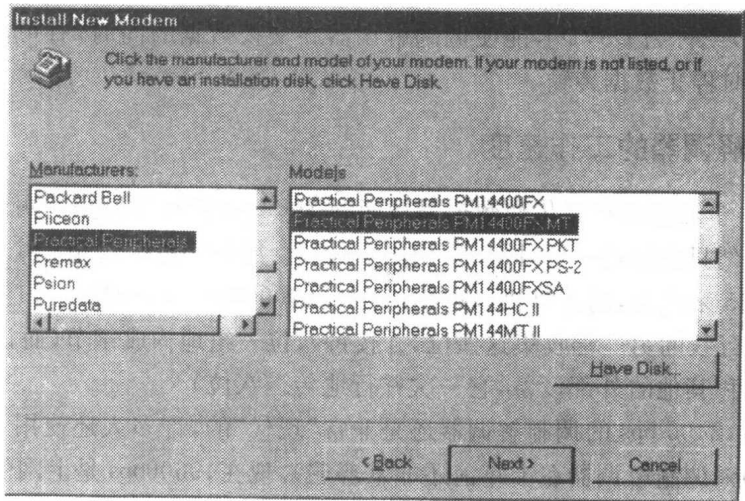 Install New Modem
Click the manufacturer and model of your modem. If your modem is not listed, or if
you have an installation disk, click Have Disk.
Manufacturers:
Packard Bell
Piiceon
Practical Peripherals
Premax
Psion
Puredata
Models
Practical Peripherals PM14400FX
Practical Peripherals PM14400FX MT
Practical Peripherals PM14400FX PKT
Practical Peripherals PM14400FX PS-2
Practical Peripherals PM14400FXSA
Practical Peripherals PM144HC II
Practical Peripherals PM144MT II
Have Disk...
< Back
Next >
Cancel